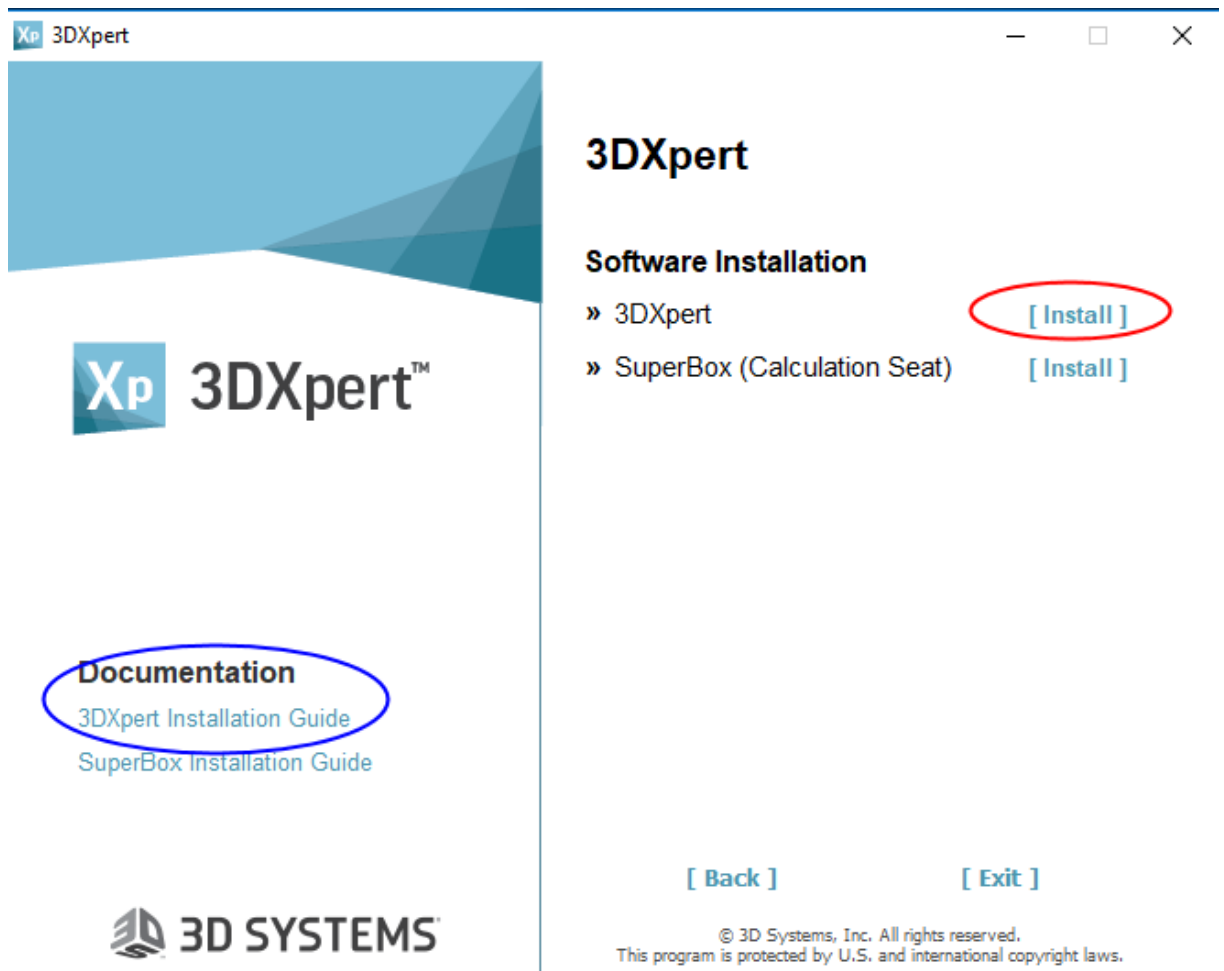 Xp 3DXpert
Xp 3DXpert™
Documentation
3DXpert Installation Guide
SuperBox Installation Guide
3D SYSTEMS
3DXpert
Software Installation
» 3DXpert [ Install ]
» SuperBox (Calculation Seat) [ Install ]
[ Back ] [ Exit ]
© 3D Systems, Inc. All rights reserved.
This program is protected by U.S. and international copyright laws.